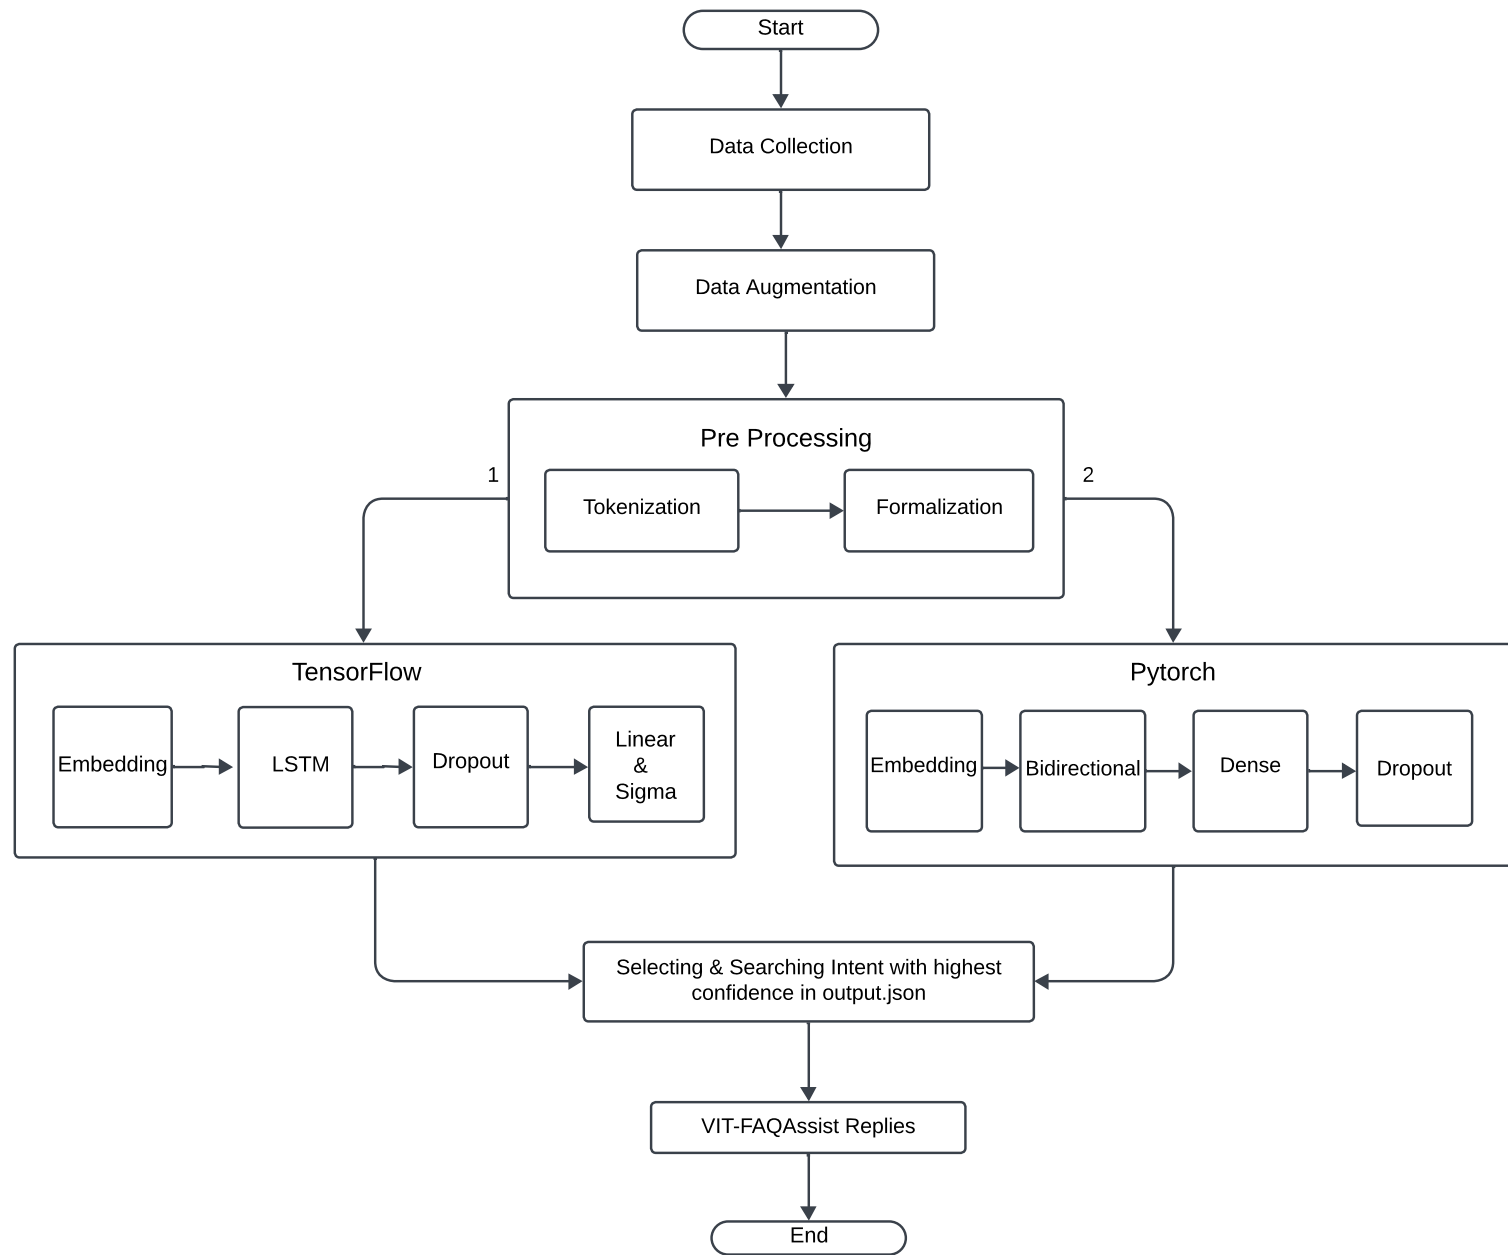 Start
Data Collection
Data Augmentation
Pre Processing
1
2
Tokenization
Formalization
TensorFlow
Embedding
LSTM
Dropout
Linear
&
Sigma
Pytorch
Embedding
Bidirectional
Dense
Dropout
Selecting & Searching Intent with highest
confidence in output.json
VIT-FAQAssist Replies
End